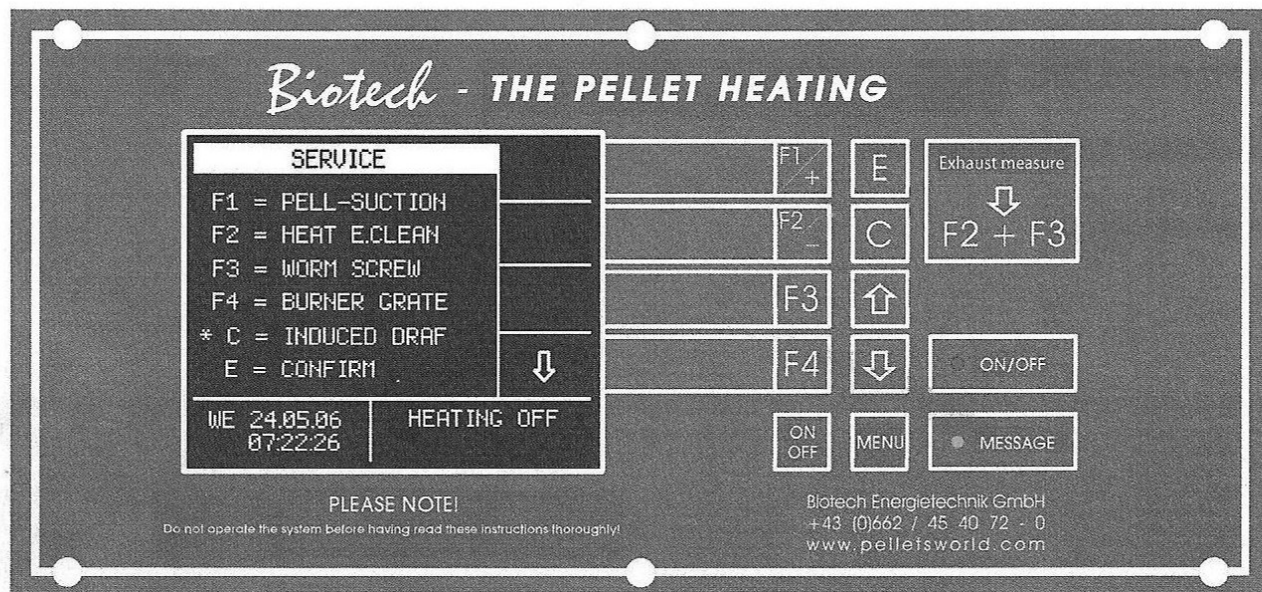 Biotech - THE PELLET HEATING
SERVICE
F1 = PELL-SUCTION
F2 = HEAT E.CLEAN
F3 = WORM SCREW
F4 = BURNER GRATE
* C = INDUCED DRAF
E = CONFIRM
WE 24.05.06
07:22:26
HEATING OFF
F1/+
E
F2/-
C
F3
F4
ON
OFF
MENU
Exhaust measure
F2 + F3
ON/OFF
MESSAGE
PLEASE NOTE!
Do not operate the system before having read these instructions thoroughly!
Biotech Energietechnik GmbH
+43 (0)662 / 45 40 72 - 0
www.pelletsworld.com